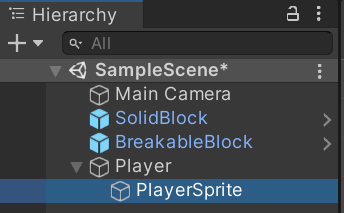 Hierarchy
All
SampleScene*
Main Camera
SolidBlock
BreakableBlock
Player
PlayerSprite